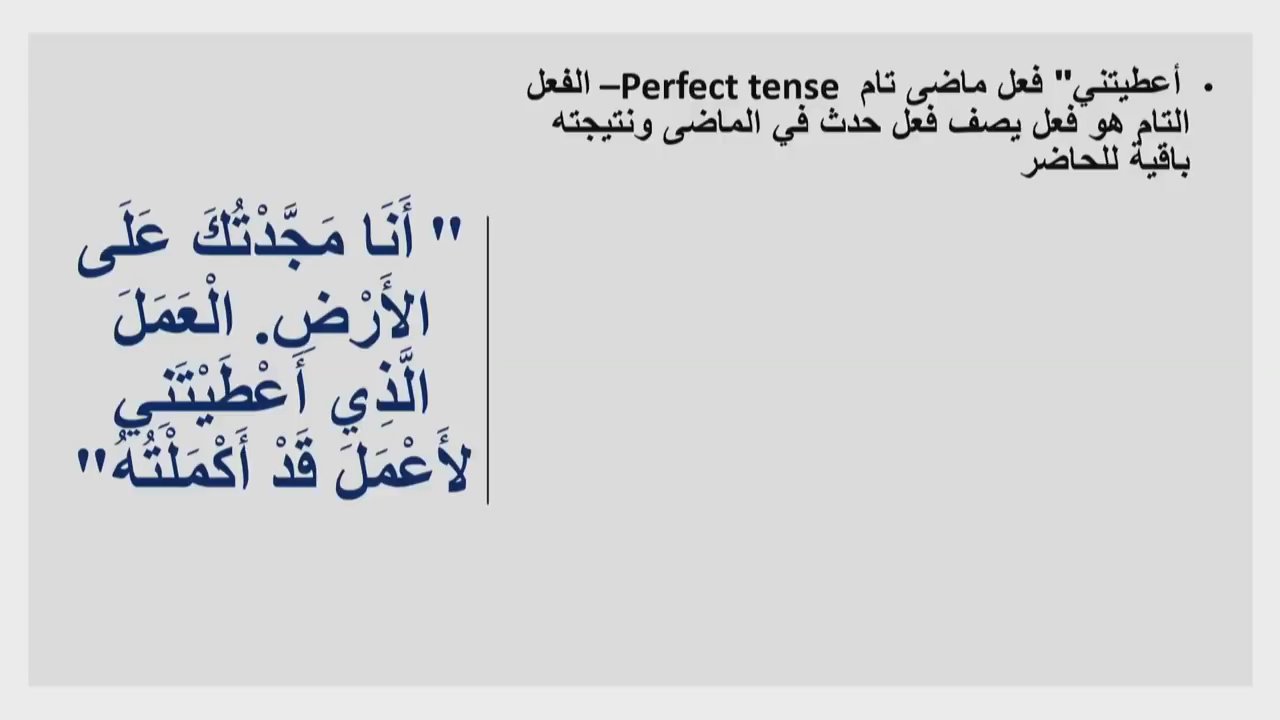 • أعطيتني" فعل ماضى تام Perfect tense– الفعل
التام هو فعل يصف فعل حدث في الماضى ونتيجته
باقية للحاضر
" أَنَا مَجَّدْتُكَ عَلَى
الأَرْضِ. الْعَمَلَ
الَّذِي أَعْطَيْتَنِي
لأَعْمَلَ قَدْ أَكْمَلْتُهُ"